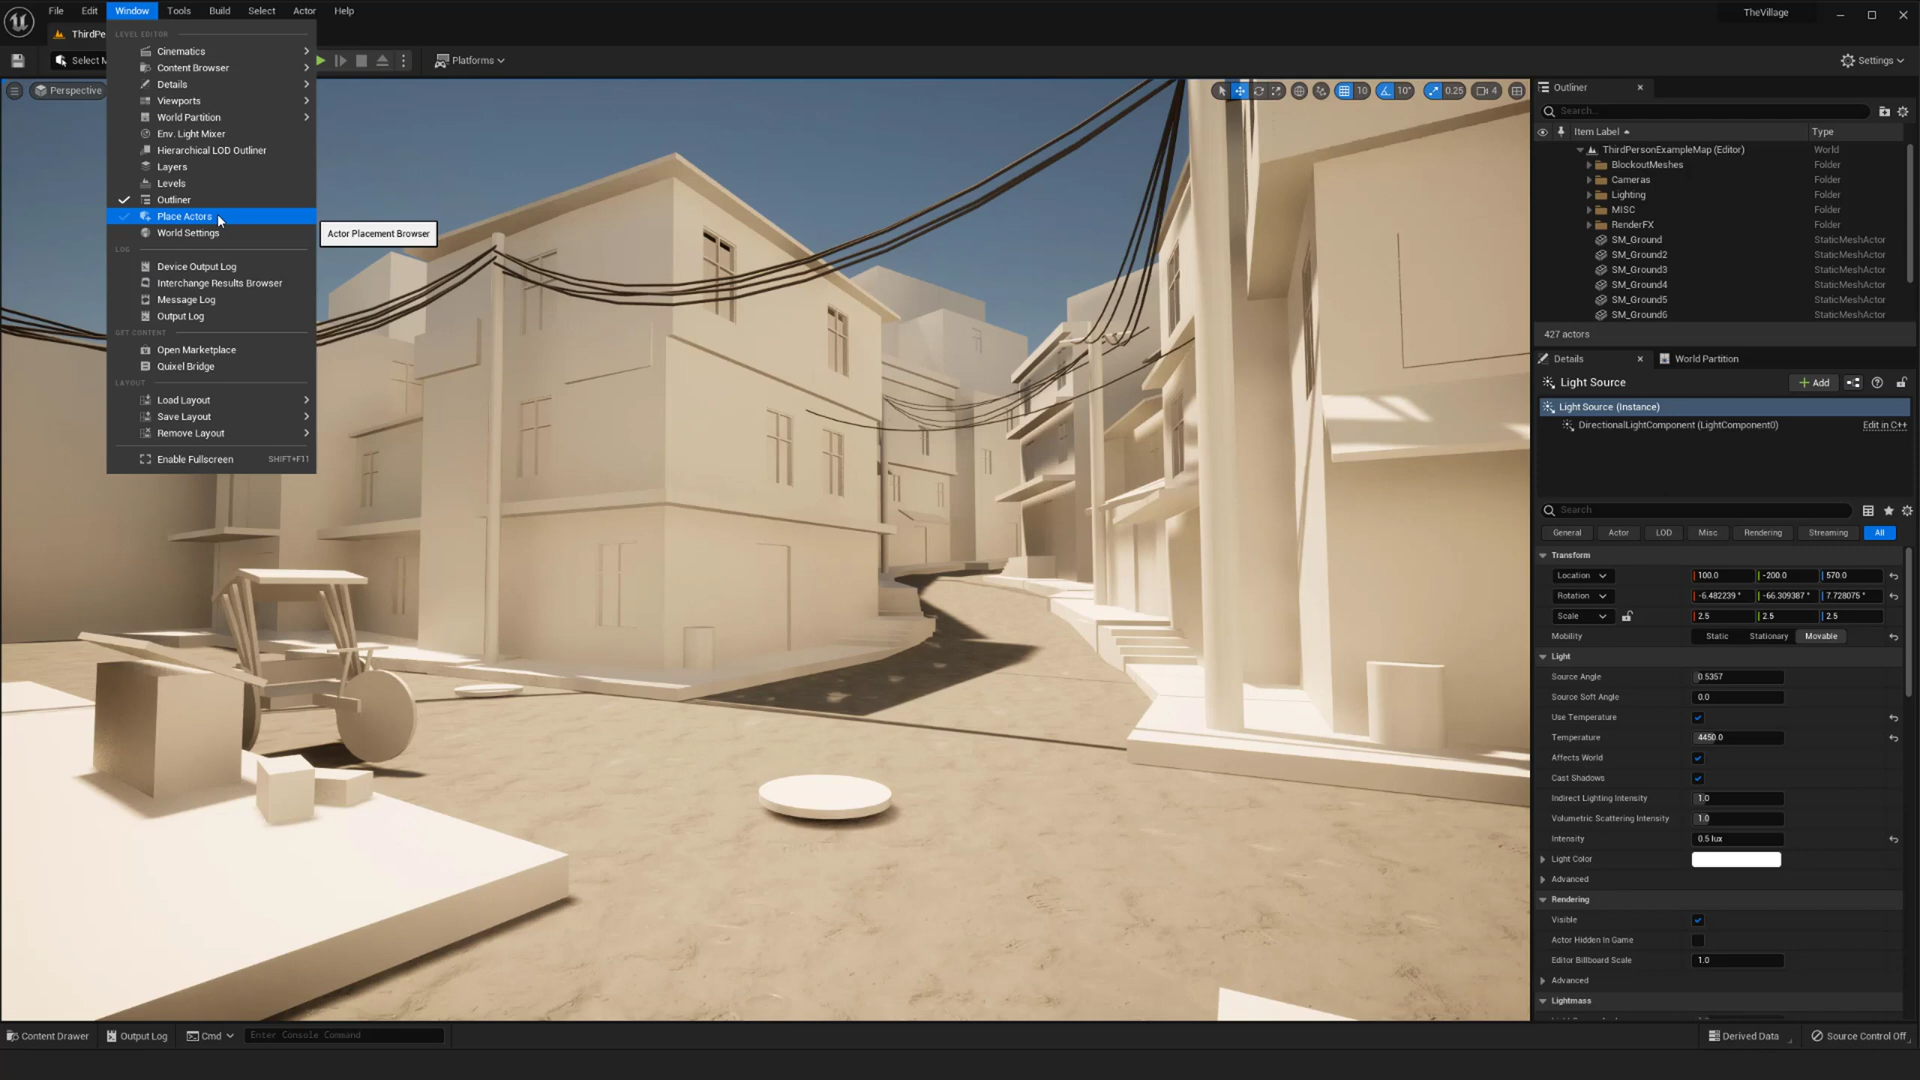 File Edit Window Tools Build Select Actor Help
TheVillage
ThirdPe
Select M
Platforms
Settings
LEVEL EDITOR
Cinematics
Content Browser
Details
Viewports
World Partition
Env. Light Mixer
Hierarchical LOD Outliner
Layers
Levels
Outliner
Place Actors
World Settings
LOG
Device Output Log
Interchange Results Browser
Message Log
Output Log
GET CONTENT
Open Marketplace
Quixel Bridge
LAYOUT
Load Layout
Save Layout
Remove Layout
Enable Fullscreen SHIFT+F11
Actor Placement Browser
Perspective
10 10° 0.25 4
Outliner
Search...
Item Label Type
ThirdPersonExampleMap (Editor) World
BlockoutMeshes Folder
Cameras Folder
Lighting Folder
MISC Folder
RenderFX Folder
SM_Ground StaticMeshActor
SM_Ground2 StaticMeshActor
SM_Ground3 StaticMeshActor
SM_Ground4 StaticMeshActor
SM_Ground5 StaticMeshActor
SM_Ground6 StaticMeshActor
427 actors
Details World Partition
Light Source Add
Light Source (Instance)
DirectionalLightComponent (LightComponent0) Edit in C++
Search
General Actor LOD Misc Rendering Streaming All
Transform
Location 100.0 -200.0 570.0
Rotation -6.482239° -66.309387° 7.728075°
Scale 2.5 2.5 2.5
Mobility Static Stationary Movable
Light
Source Angle 0.5357
Source Soft Angle 0.0
Use Temperature
Temperature 4450.0
Affects World
Cast Shadows
Indirect Lighting Intensity 1.0
Volumetric Scattering Intensity 1.0
Intensity 0.5 lux
Light Color
Advanced
Rendering
Visible
Actor Hidden In Game
Editor Billboard Scale 1.0
Advanced
Lightmass
Content Drawer Output Log Cmd Enter Console Command
Derived Data Source Control Off